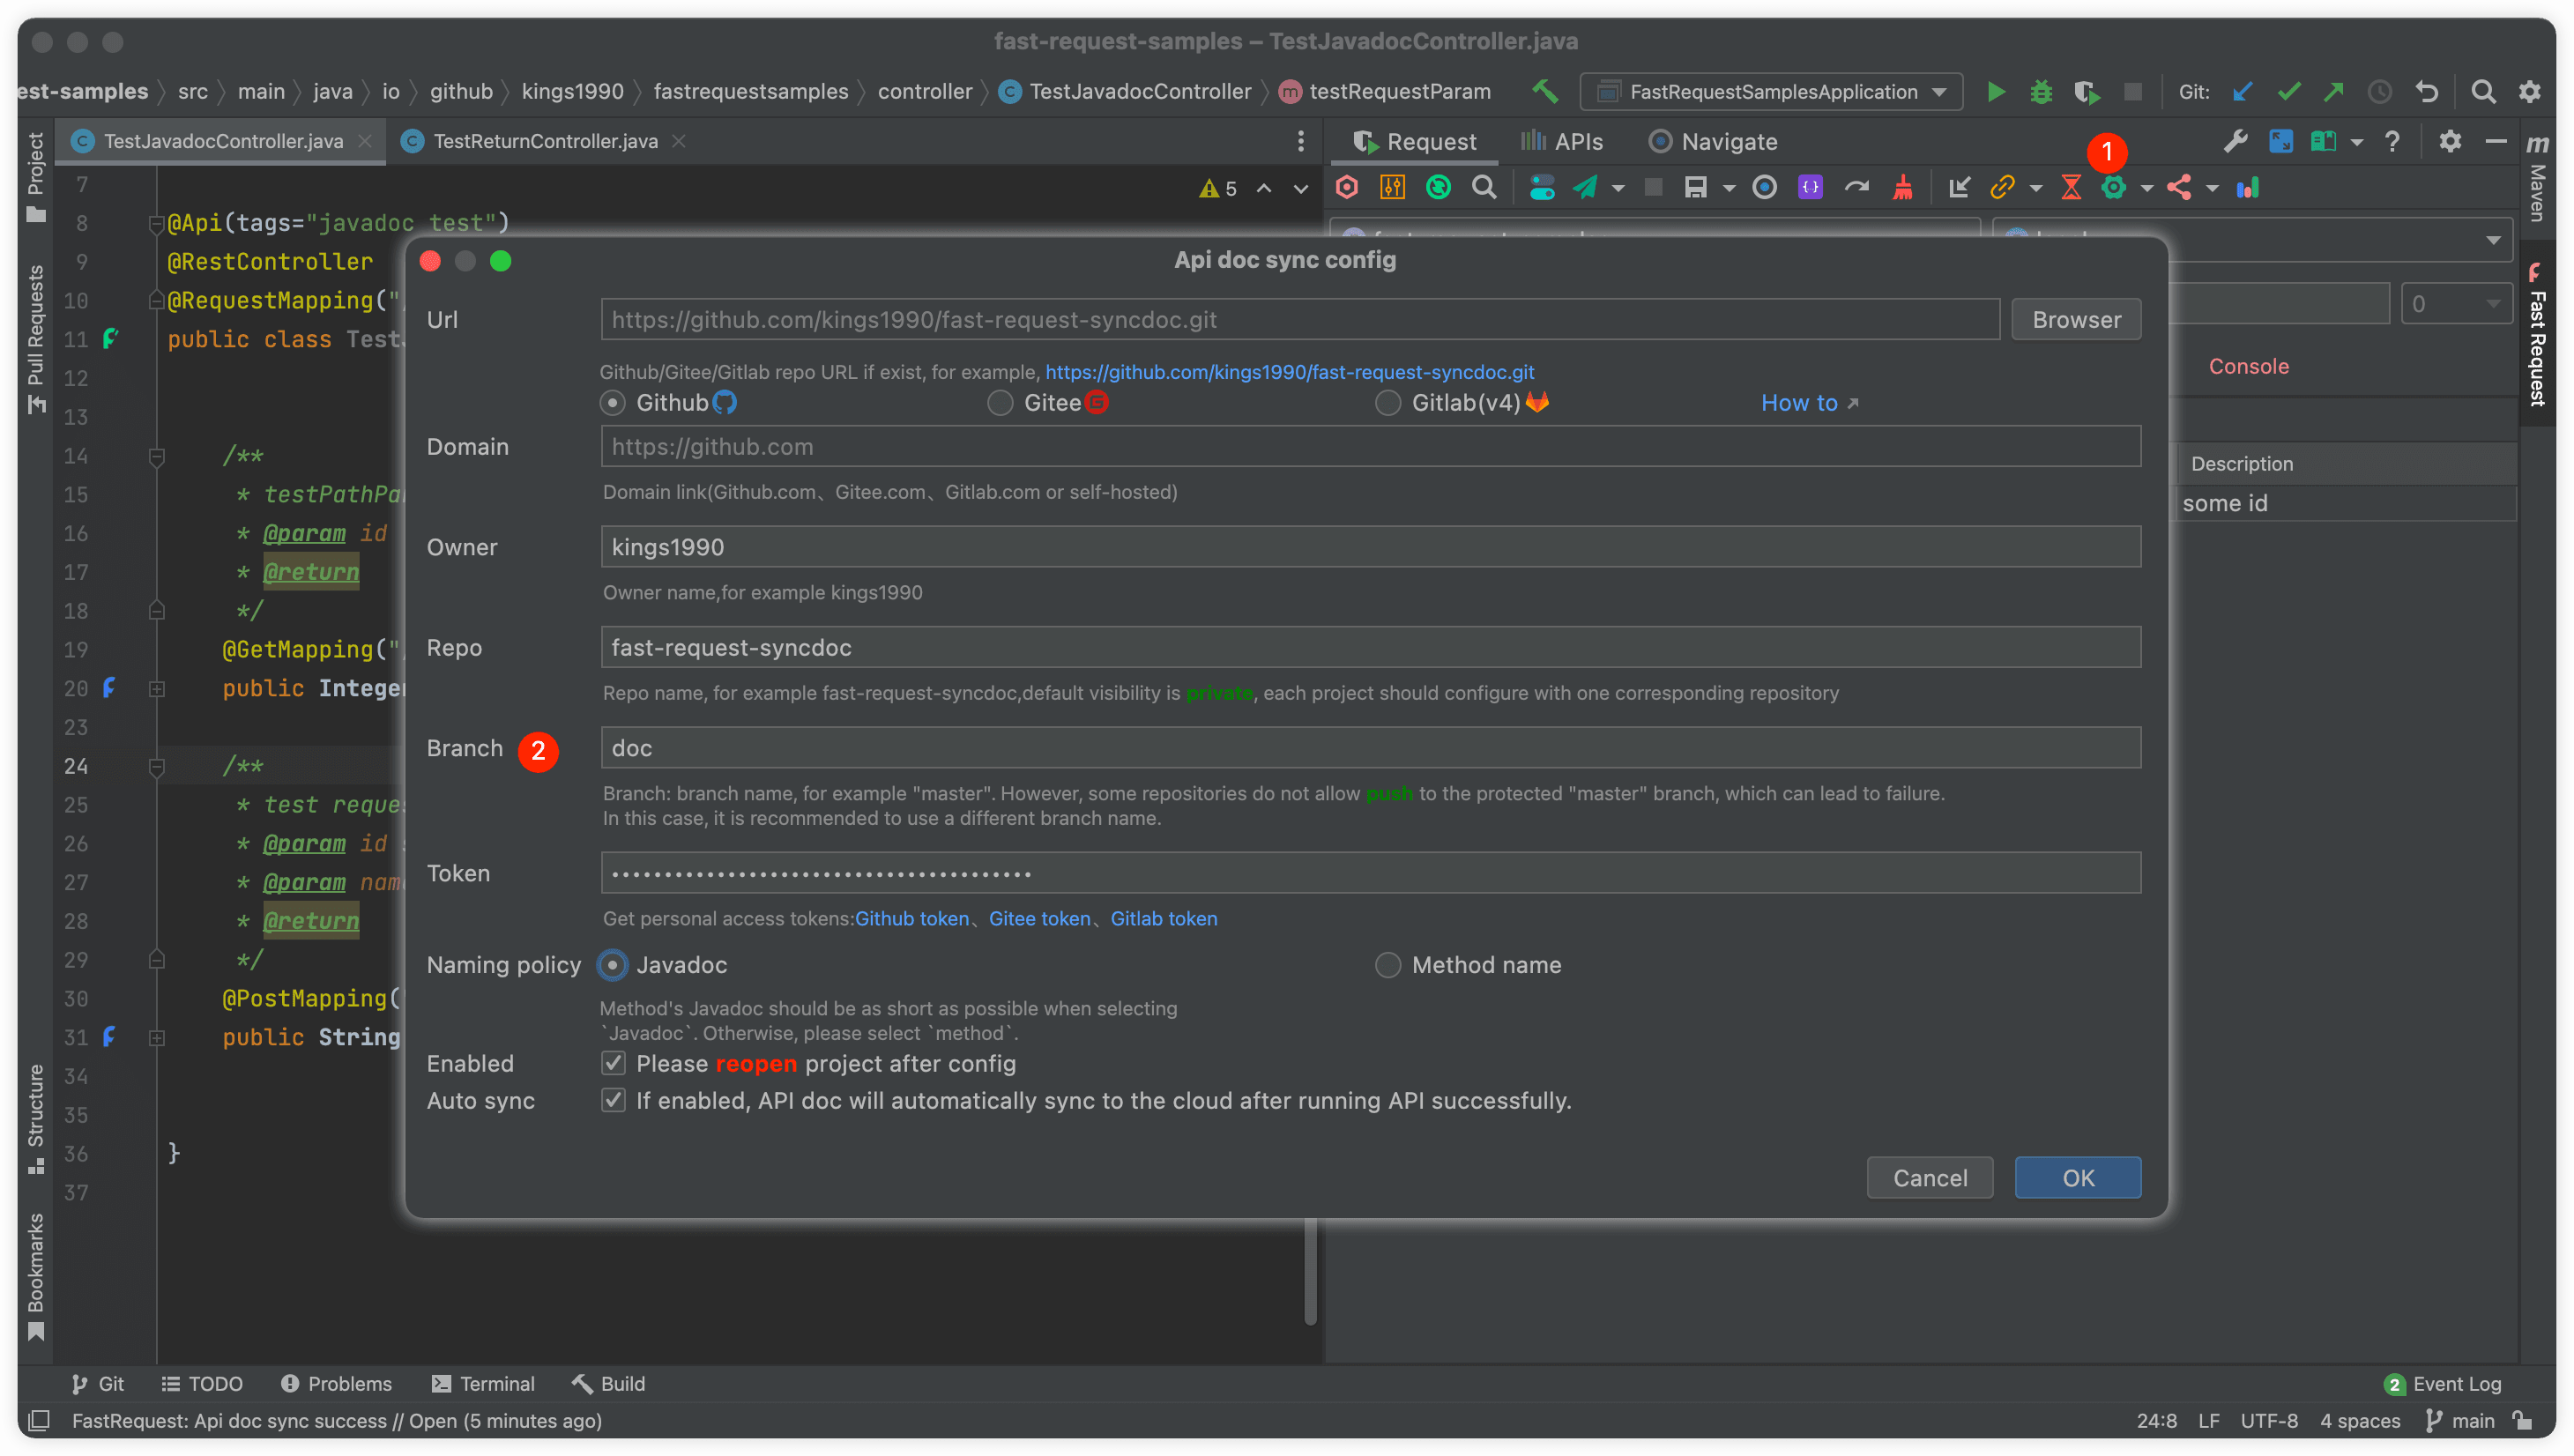 fast-request-samples – TestJavadocController.java
est-samples src main java io github kings1990 fastrequestsamples controller TestJavadocController testRequestParam FastRequestSamplesApplication Git:
TestJavadocController.java TestReturnController.java Request APIs Navigate 1
Project
Pull Requests
Structure
Bookmarks
Maven
Fast Request
5
7
8 @Api(tags="javadoc test")
9 @RestController
10 @RequestMapping("
11 public class
12
13
14 /**
15 * testPathPa
16 * @param id
17 * @return
18 */
19 @GetMapping("
20 public Integer
23
24 /**
25 * test reque
26 * @param id
27 * @param nam
28 * @return
29 */
30 @PostMapping(
31 public String
34
35
36 }
37
0
Console
Description
some id
Api doc sync config
Url https://github.com/kings1990/fast-request-syncdoc.git Browser
Github/Gitee/Gitlab repo URL if exist, for example, https://github.com/kings1990/fast-request-syncdoc.git
Github Gitee Gitlab(v4) How to
Domain https://github.com
Domain link(Github.com、Gitee.com、Gitlab.com or self-hosted)
Owner kings1990
Owner name,for example kings1990
Repo fast-request-syncdoc
Repo name, for example fast-request-syncdoc,default visibility is private, each project should configure with one corresponding repository
Branch 2 doc
Branch: branch name, for example "master". However, some repositories do not allow push to the protected "master" branch, which can lead to failure.
In this case, it is recommended to use a different branch name.
Token ••••••••••••••••••••••••••••••••••••••••
Get personal access tokens:Github token、Gitee token、Gitlab token
Naming policy Javadoc Method name
Method's Javadoc should be as short as possible when selecting
`Javadoc`. Otherwise, please select `method`.
Enabled Please reopen project after config
Auto sync If enabled, API doc will automatically sync to the cloud after running API successfully.
Cancel OK
Git TODO Problems Terminal Build 2 Event Log
FastRequest: Api doc sync success // Open (5 minutes ago) 24:8 LF UTF-8 4 spaces main